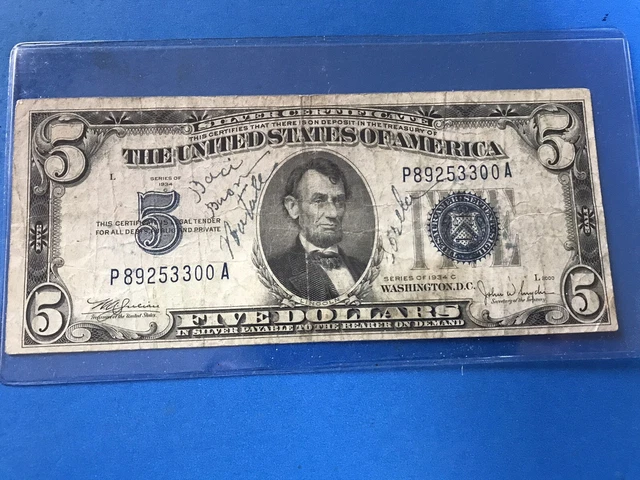 5 SILVER CERTIFICATE 5
THIS CERTIFIES THAT THERE IS ON DEPOSIT IN THE TREASURY OF
THE UNITED STATES OF AMERICA
L
SERIES OF
1934
P89253300A
5
THIS CERTIFICATE IS LEGAL TENDER
FOR ALL DEBTS PUBLIC AND PRIVATE
P89253300A
SERIES OF 1934 C
WASHINGTON, D.C.
L
Treasurer of the United States
Secretary of the Treasury
LINCOLN
5 FIVE DOLLARS 5
IN SILVER PAYABLE TO THE BEARER ON DEMAND